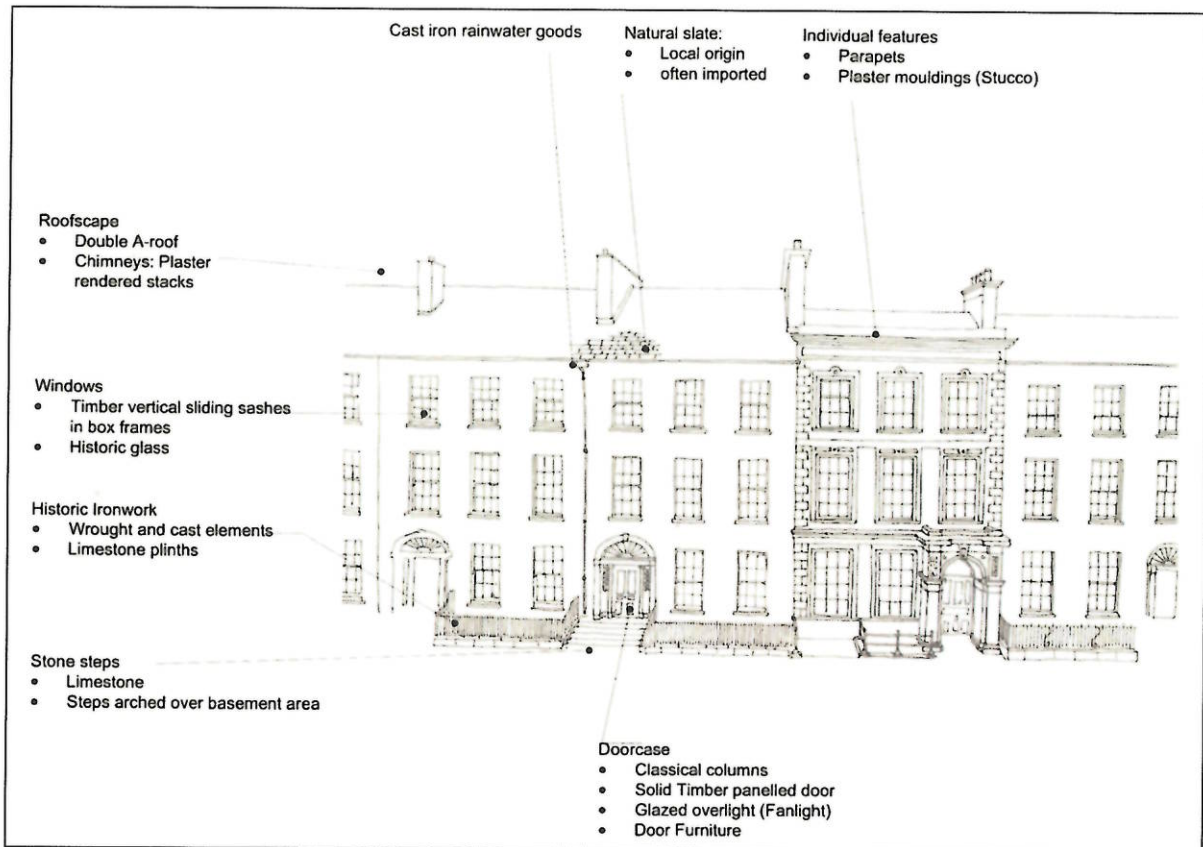 Cast iron rainwater goods
Natural slate:
• Local origin
• often imported
Individual features
• Parapets
• Plaster mouldings (Stucco)
Roofscape
• Double A-roof
• Chimneys: Plaster
rendered stacks
Windows
• Timber vertical sliding sashes
in box frames
• Historic glass
Historic Ironwork
• Wrought and cast elements
• Limestone plinths
Stone steps
• Limestone
• Steps arched over basement area
Doorcase
• Classical columns
• Solid Timber panelled door
• Glazed overlight (Fanlight)
• Door Furniture